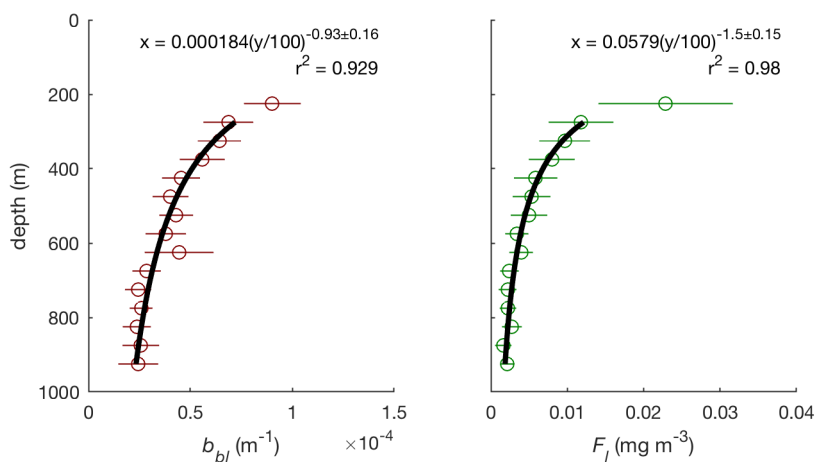 x = 0.000184(y/100)^-0.93±0.16
r² = 0.929
x = 0.0579(y/100)^-1.5±0.15
r² = 0.98
0
200
400
600
800
1000
depth (m)
0 0.5 1 1.5
×10^-4
b_bl (m^-1)
0 0.01 0.02 0.03 0.04
F_l (mg m^-3)